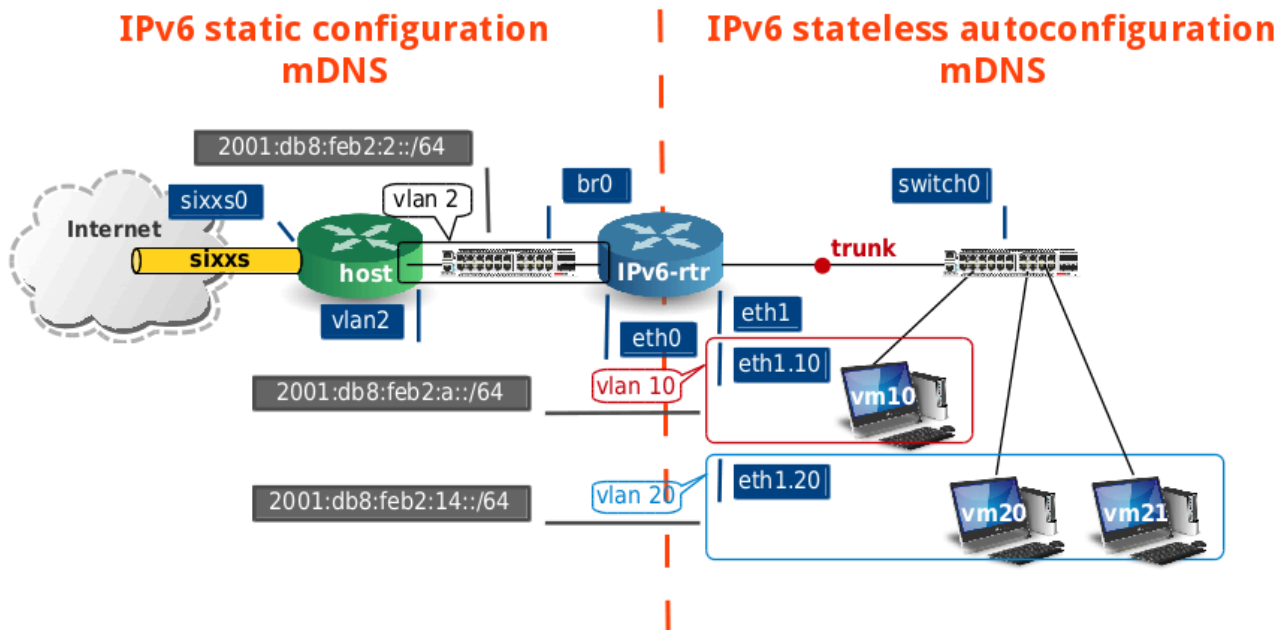 IPv6 static configuration
mDNS
IPv6 stateless autoconfiguration
mDNS
2001:db8:feb2:2::/64
sixxs0
vlan 2
br0
switch0
Internet
sixxs
host
IPv6-rtr
trunk
vlan2
eth0
eth1
2001:db8:feb2:a::/64
vlan 10
eth1.10
vm10
2001:db8:feb2:14::/64
vlan 20
eth1.20
vm20
vm21